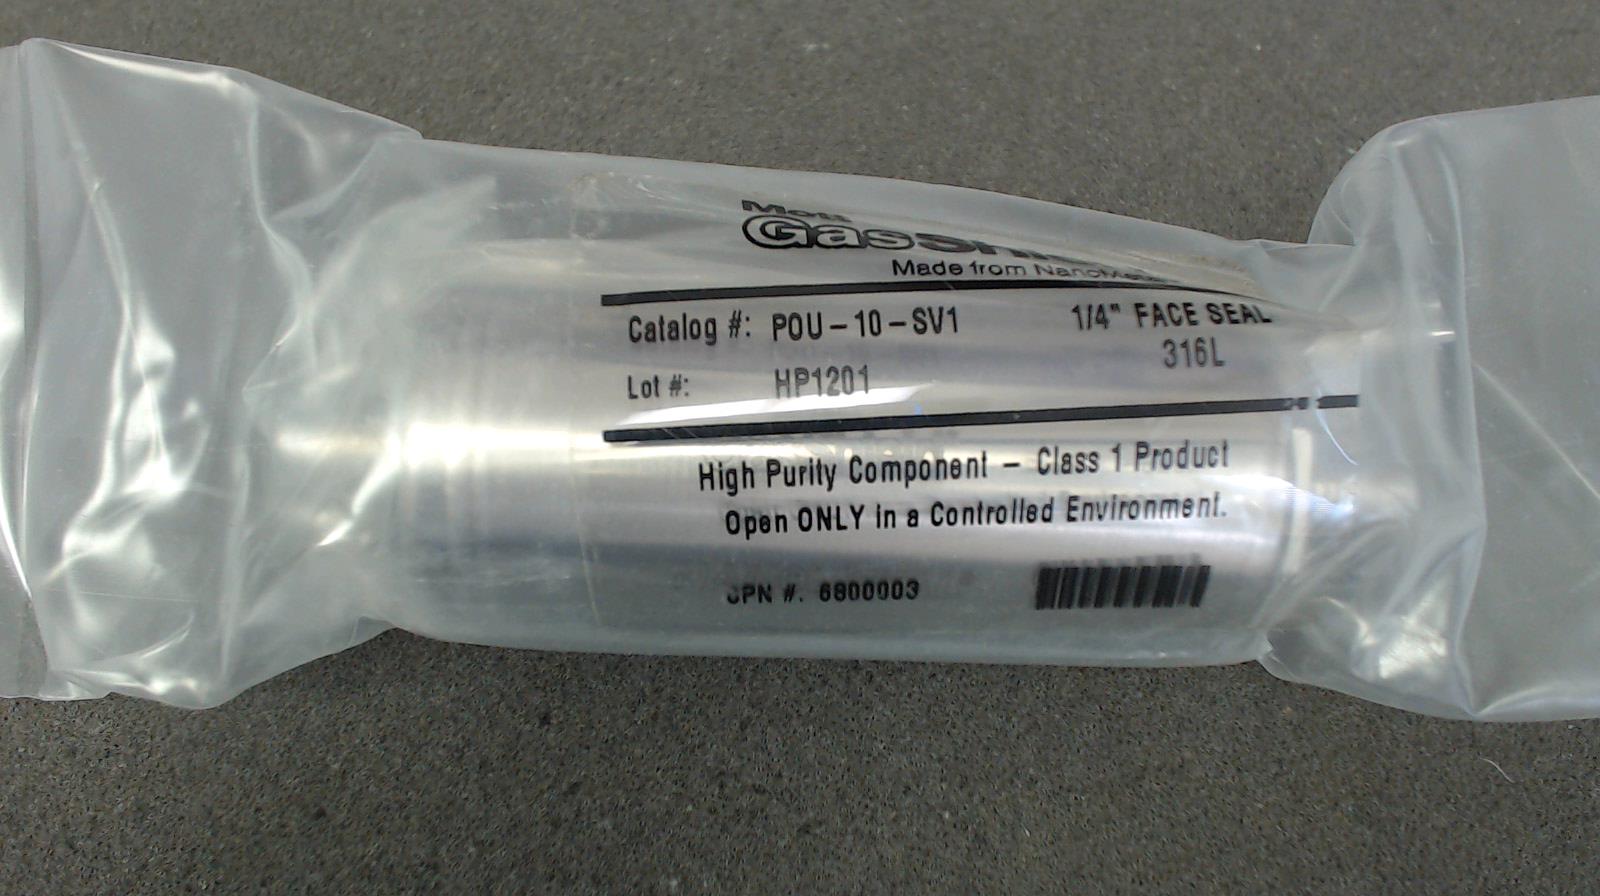 Mott
Made from
Catalog #: POU-10-SV1 1/4" FACE SEAL
316L
Lot #: HP1201
High Purity Component – Class 1 Product
Open ONLY in a Controlled Environment.
#. 6800003